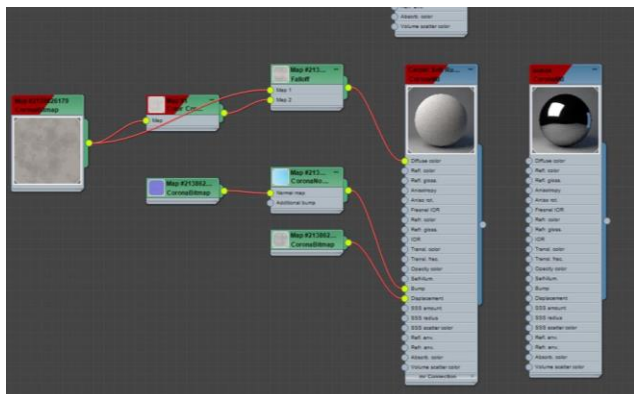 Absorb. color
Volume scatter color
CoronaBitmap
Map
Map #213...
Falloff
Map 1
Map 2
Map #213862...
CoronaBitmap
Map #213...
CoronaNo...
Normal map
Additional bump
Map #213862...
CoronaBitmap
Diffuse color
Refl. color
Refl. gloss.
Anisotropy
Aniso rot.
Fresnel IOR
Refr. color
Refr. gloss.
IOR
Transl. color
Transl. frac.
Opacity color
Selfillum.
Bump
Displacement
SSS amount
SSS radius
SSS scatter color
Refl. env.
Refr. env.
Absorb. color
Volume scatter color
Diffuse color
Refl. color
Refl. gloss.
Anisotropy
Aniso rot.
Fresnel IOR
Refr. color
Refr. gloss.
IOR
Transl. color
Transl. frac.
Opacity color
Selfillum.
Bump
Displacement
SSS amount
SSS radius
SSS scatter color
Refl. env.
Refr. env.
Absorb. color
Volume scatter color